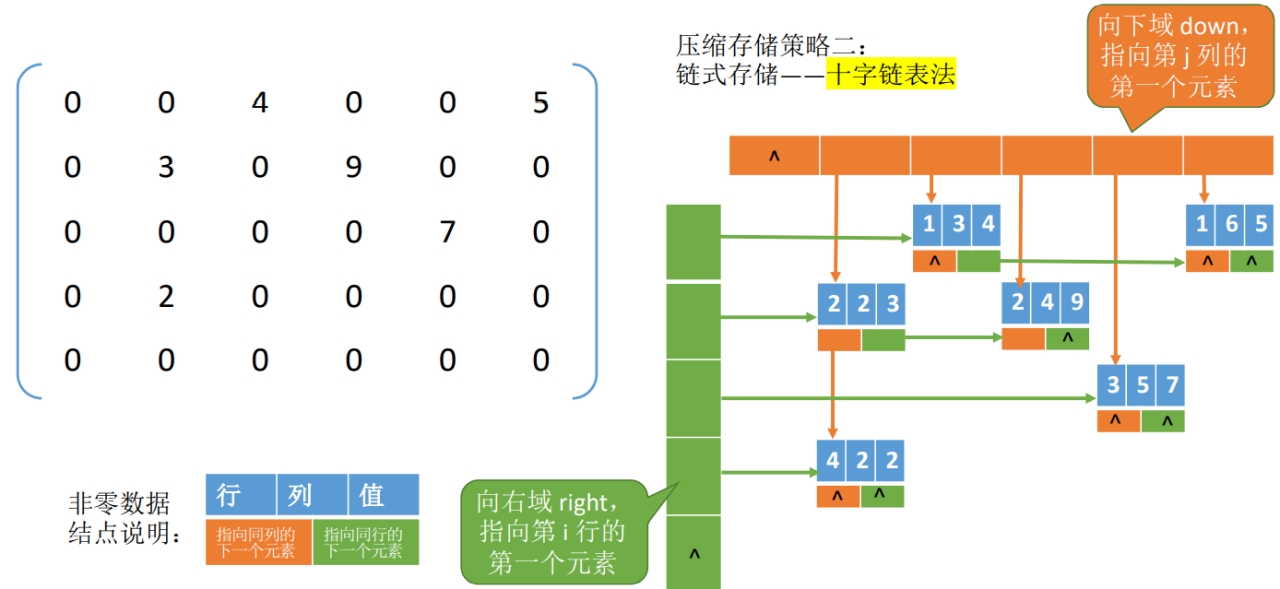 压缩存储策略二：
链式存储——十字链表法
向下域 down，
指向第 j 列的
第一个元素
0 0 4 0 0 5
0 3 0 9 0 0
0 0 0 0 7 0
0 2 0 0 0 0
0 0 0 0 0 0
^
1 3 4
^
1 6 5
^ ^
2 2 3
2 4 9
^
3 5 7
^ ^
4 2 2
^ ^
^
非零数据
结点说明：
行 列 值
指向同列的
下一个元素
指向同行的
下一个元素
向右域 right，
指向第 i 行的
第一个元素